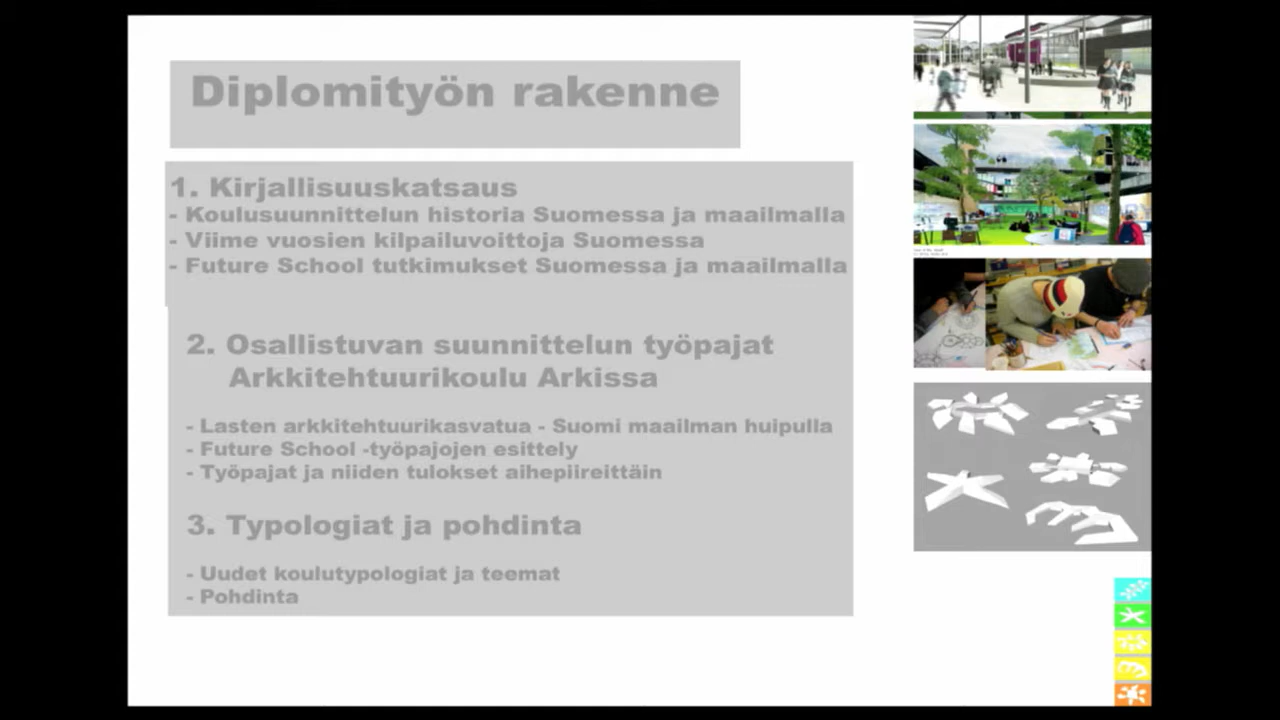 Diplomityön rakenne
1. Kirjallisuuskatsaus
- Koulusuunnittelun historia Suomessa ja maailmalla
- Viime vuosien kilpailuvoittoja Suomessa
- Future School tutkimukset Suomessa ja maailmalla
2. Osallistuvan suunnittelun työpajat
Arkkitehtuurikoulu Arkissa
- Lasten arkkitehtuurikasvatua - Suomi maailman huipulla
- Future School -työpajojen esittely
- Työpajat ja niiden tulokset aihepiireittäin
3. Typologiat ja pohdinta
- Uudet koulutypologiat ja teemat
- Pohdinta